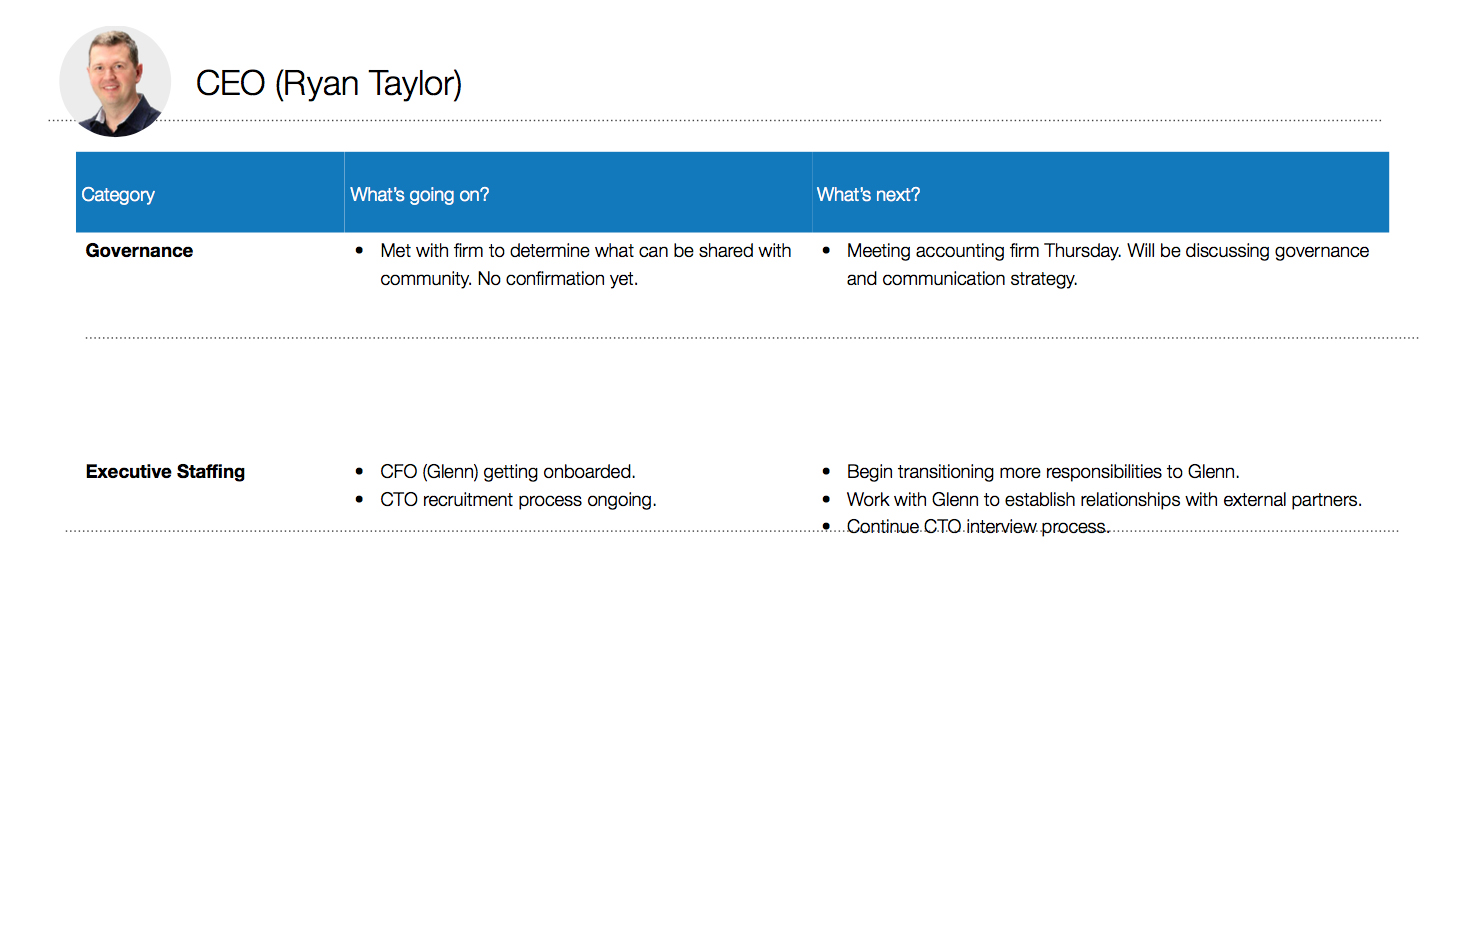 CEO (Ryan Taylor)
Category
What's going on?
What's next?
Governance
• Met with firm to determine what can be shared with
community. No confirmation yet.
• Meeting accounting firm Thursday. Will be discussing governance
and communication strategy.
Executive Staffing
• CFO (Glenn) getting onboarded.
• CTO recruitment process ongoing.
• Begin transitioning more responsibilities to Glenn.
• Work with Glenn to establish relationships with external partners.
• Continue CTO interview process.